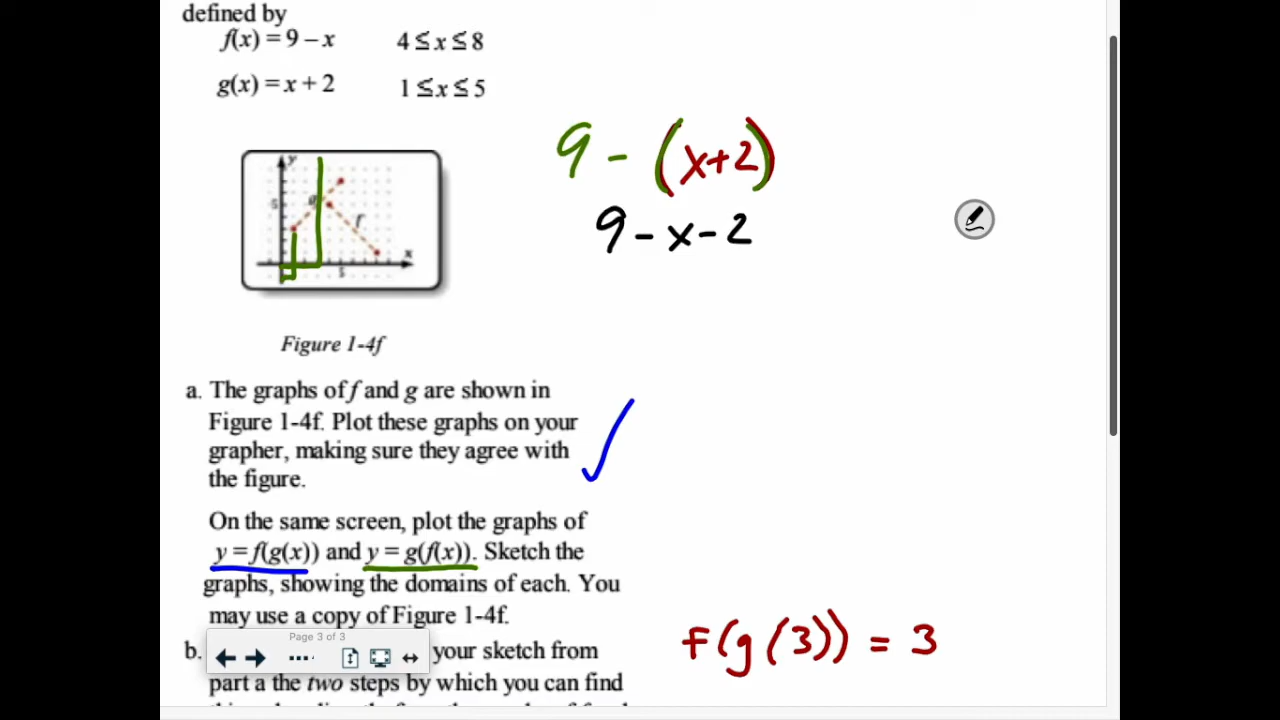 defined by
f(x) = 9 – x 4 ≤ x ≤ 8
g(x) = x + 2 1 ≤ x ≤ 5
9 - (x+2)
9 - x - 2
y
g
5
f
x
5
Figure 1-4f
a. The graphs of f and g are shown in
Figure 1-4f. Plot these graphs on your
grapher, making sure they agree with
the figure.
On the same screen, plot the graphs of
y = f(g(x)) and y = g(f(x)). Sketch the
graphs, showing the domains of each. You
may use a copy of Figure 1-4f.
f(g(3)) = 3
Page 3 of 3
b. your sketch from
part a the two steps by which you can find